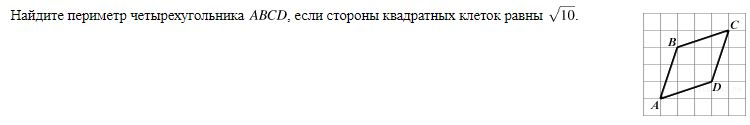 Найдите периметр четырехугольника ABCD, если стороны квадратных клеток равны √10.
C
B
D
A